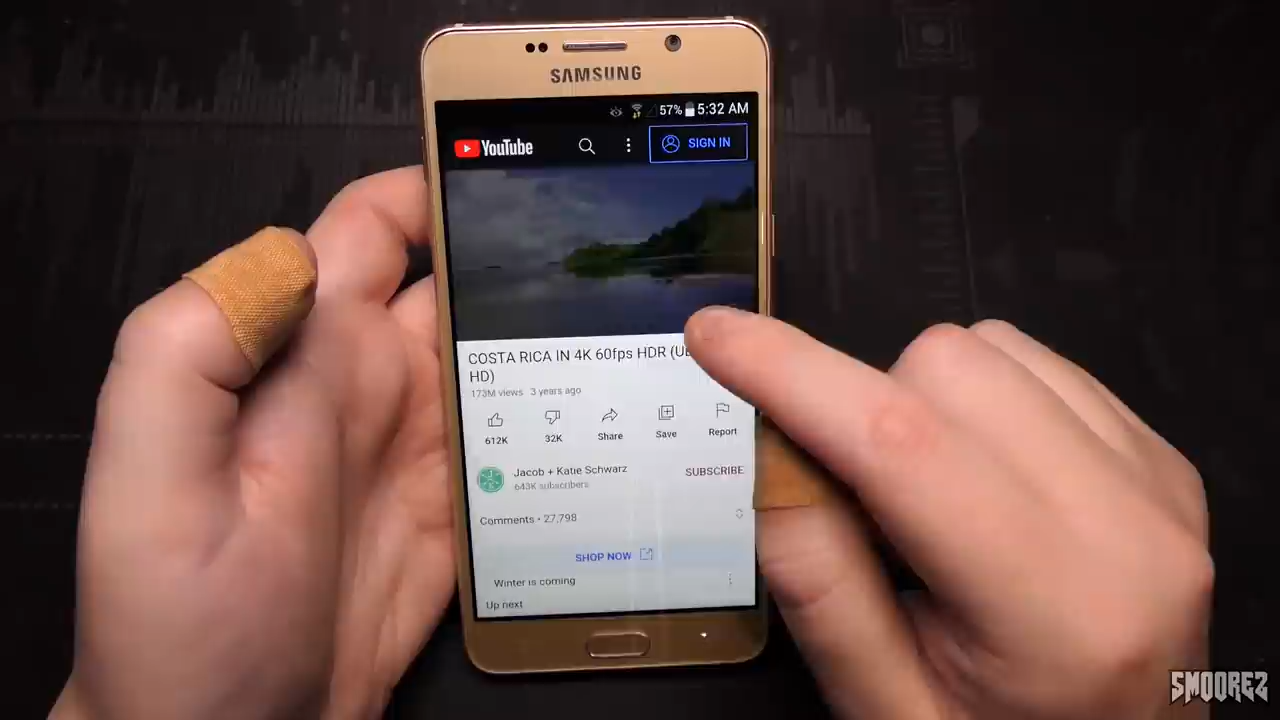 SAMSUNG
57% 5:32 AM
YouTube
SIGN IN
COSTA RICA IN 4K 60fps HDR
HD)
173M views 3 years ago
612K 32K Share Save Report
Jacob + Katie Schwarz
SUBSCRIBE
643K subscribers
Comments • 27,798
SHOP NOW
Winter is coming
Up next
SMOOREZ